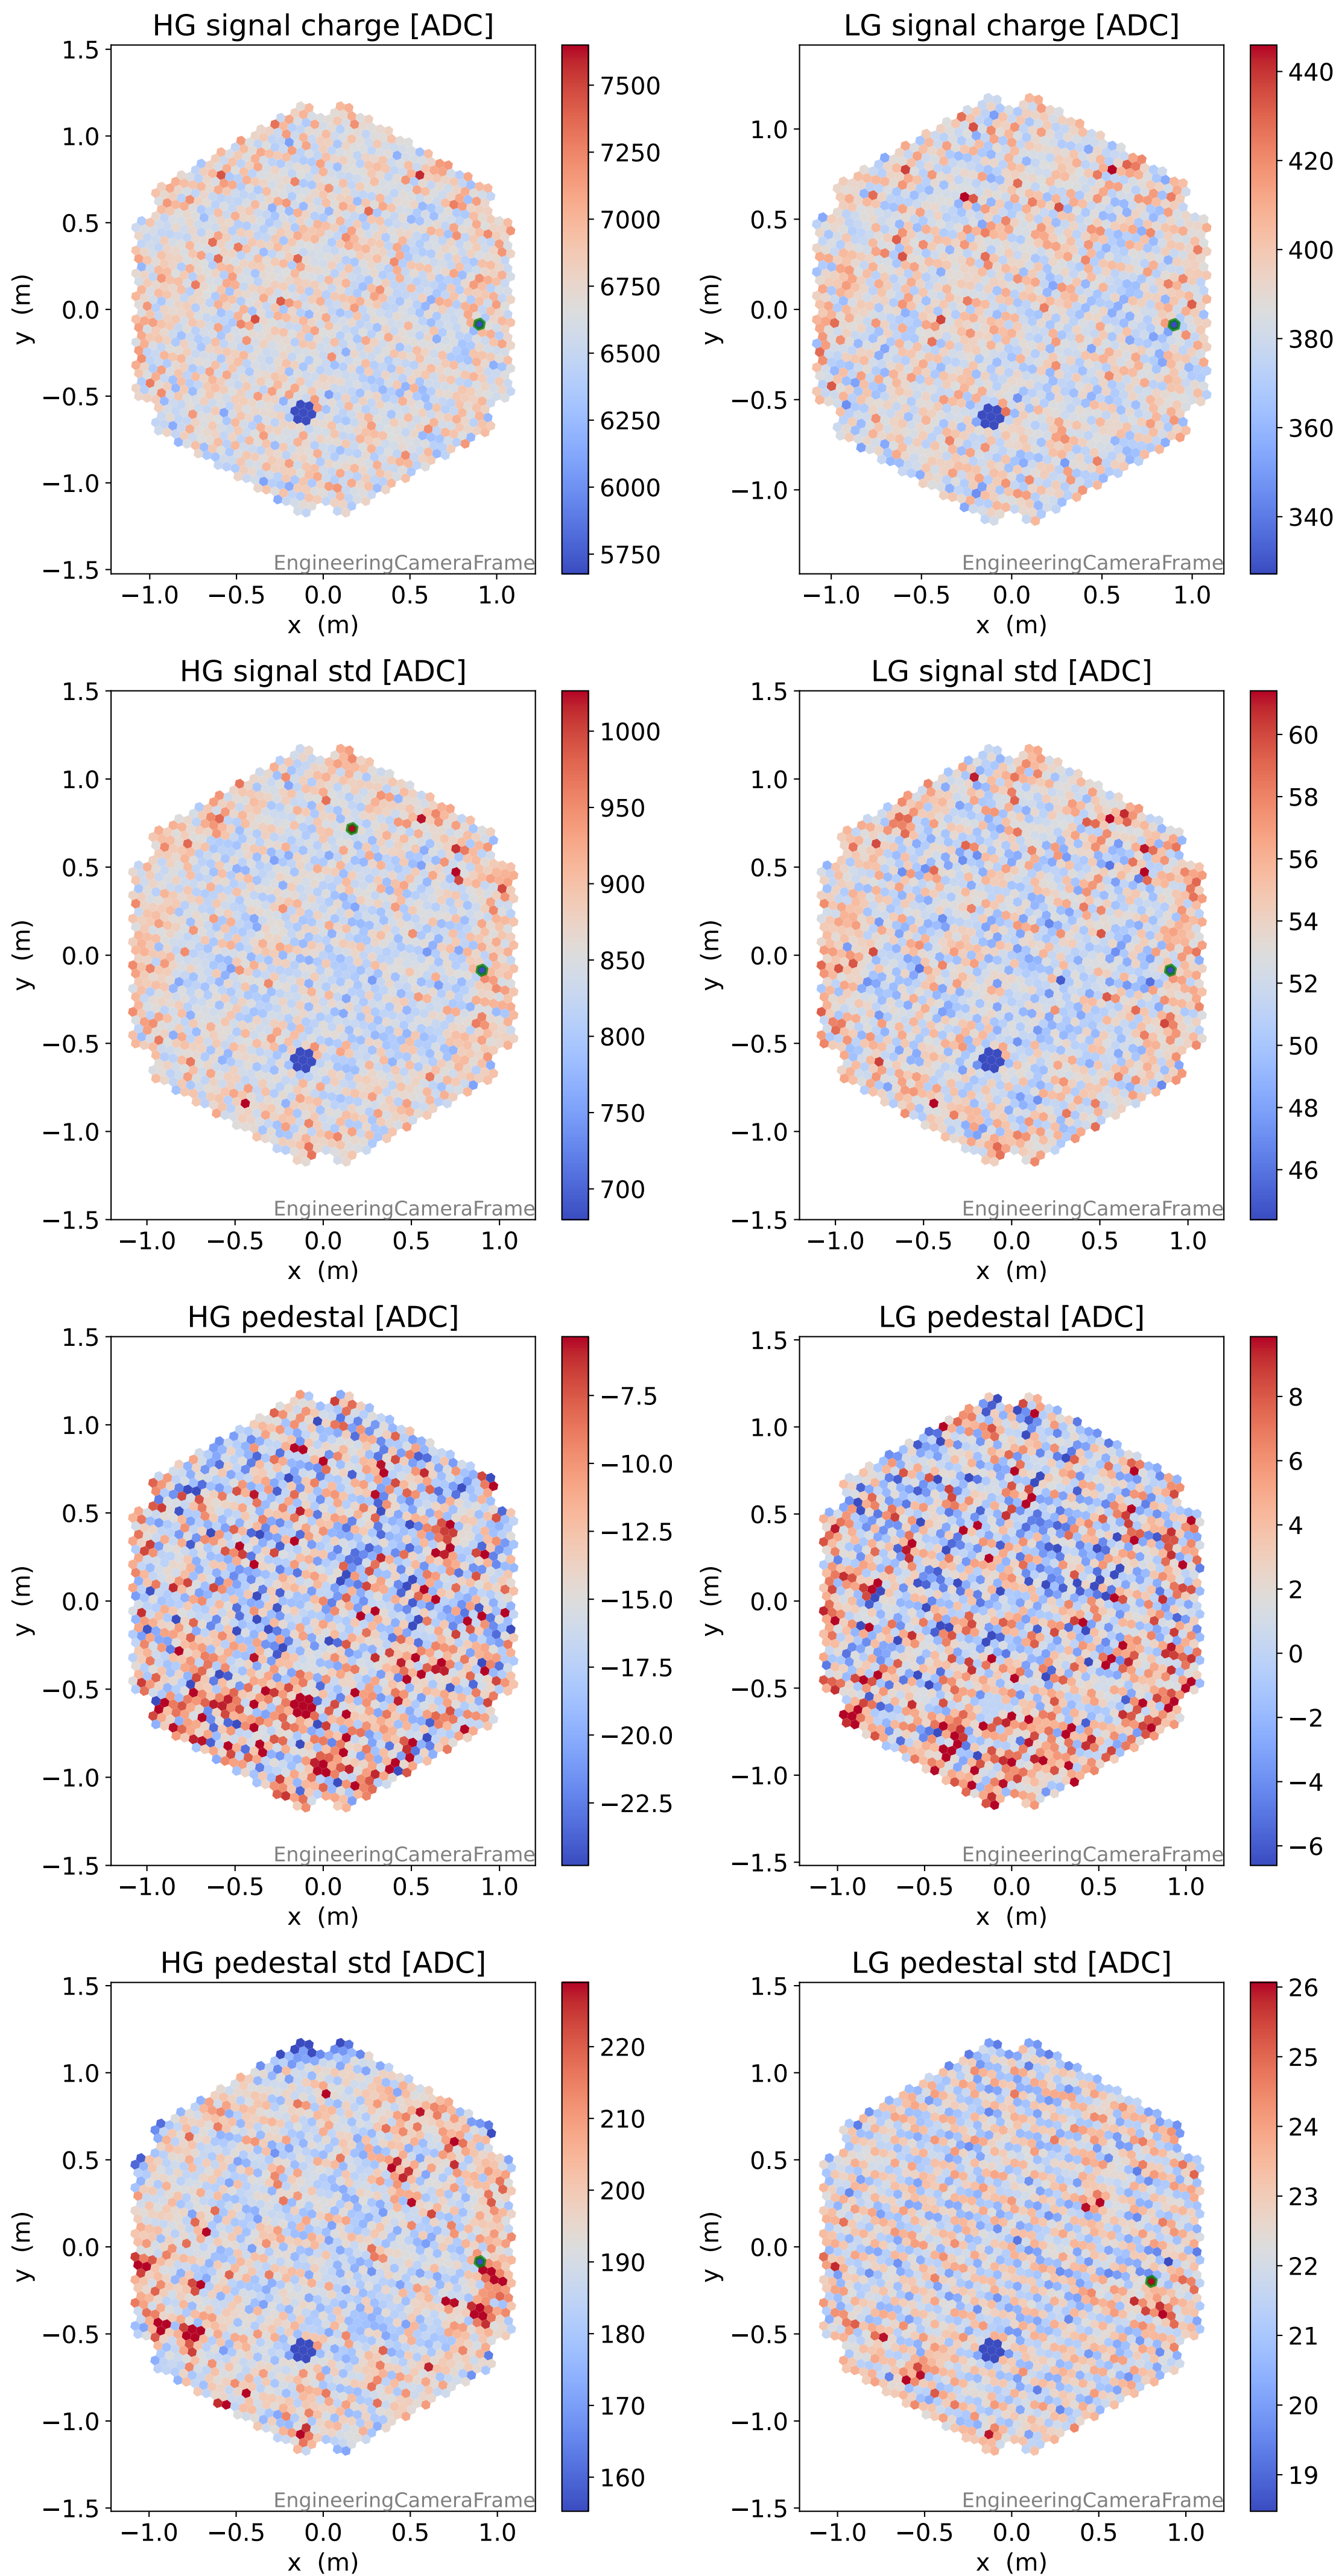 HG signal charge [ADC]
1.5
1.0
0.5
0.0
−0.5
−1.0
−1.5
y (m)
−1.0 −0.5 0.0 0.5 1.0
x (m)
EngineeringCameraFrame
7500
7250
7000
6750
6500
6250
6000
5750
LG signal charge [ADC]
1.0
0.5
0.0
−0.5
−1.0
y (m)
−1.0 −0.5 0.0 0.5 1.0
x (m)
EngineeringCameraFrame
440
420
400
380
360
340
HG signal std [ADC]
1.5
1.0
0.5
0.0
−0.5
−1.0
−1.5
y (m)
−1.0 −0.5 0.0 0.5 1.0
x (m)
EngineeringCameraFrame
1000
950
900
850
800
750
700
LG signal std [ADC]
1.5
1.0
0.5
0.0
−0.5
−1.0
−1.5
y (m)
−1.0 −0.5 0.0 0.5 1.0
x (m)
EngineeringCameraFrame
60
58
56
54
52
50
48
46
HG pedestal [ADC]
1.5
1.0
0.5
0.0
−0.5
−1.0
−1.5
y (m)
−1.0 −0.5 0.0 0.5 1.0
x (m)
EngineeringCameraFrame
−7.5
−10.0
−12.5
−15.0
−17.5
−20.0
−22.5
LG pedestal [ADC]
1.5
1.0
0.5
0.0
−0.5
−1.0
−1.5
y (m)
−1.0 −0.5 0.0 0.5 1.0
x (m)
EngineeringCameraFrame
8
6
4
2
0
−2
−4
−6
HG pedestal std [ADC]
1.5
1.0
0.5
0.0
−0.5
−1.0
−1.5
y (m)
−1.0 −0.5 0.0 0.5 1.0
x (m)
EngineeringCameraFrame
220
210
200
190
180
170
160
LG pedestal std [ADC]
1.5
1.0
0.5
0.0
−0.5
−1.0
−1.5
y (m)
−1.0 −0.5 0.0 0.5 1.0
x (m)
EngineeringCameraFrame
26
25
24
23
22
21
20
19